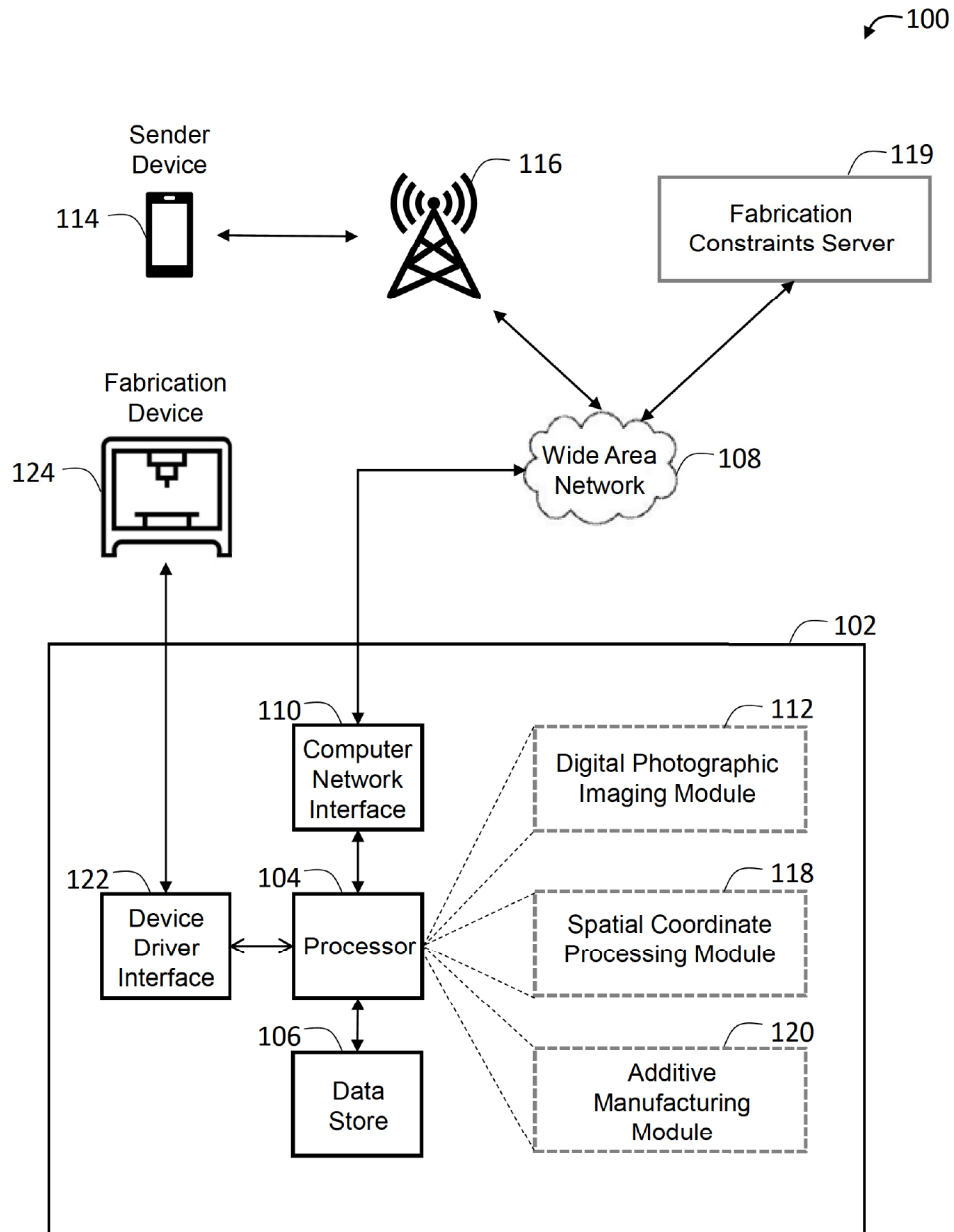 100
Sender
Device
114
116
119
Fabrication
Constraints Server
Fabrication
Device
124
Wide Area
Network
108
102
110
Computer
Network
Interface
112
Digital Photographic
Imaging Module
122
Device
Driver
Interface
104
Processor
118
Spatial Coordinate
Processing Module
106
Data
Store
120
Additive
Manufacturing
Module